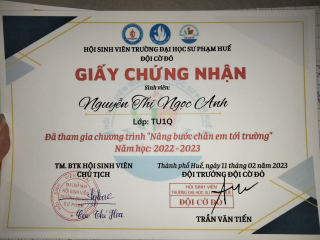 HỘI SINH VIÊN TRƯỜNG ĐẠI HỌC SƯ PHẠM HUẾ
ĐỘI CỜ ĐỎ
GIẤY CHỨNG NHẬN
Sinh viên:
Nguyễn Thị Ngọc Anh
Lớp: TU1Q
Đã tham gia chương trình "Nâng bước chân em tới trường"
Năm học: 2022-2023
TM. BTK HỘI SINH VIÊN
CHỦ TỊCH
Thành phố Huế, ngày 11 tháng 02 năm 2023
ĐỘI TRƯỞNG ĐỘI CỜ ĐỎ
HỘI SINH VIÊN
ĐỘI CỜ ĐỎ
TRẦN VĂN TIẾN